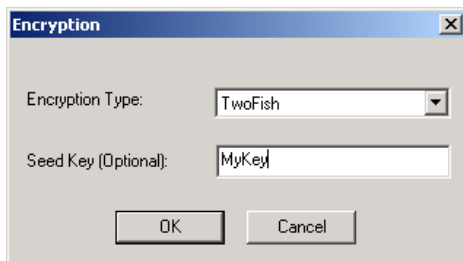 Encryption
Encryption Type: TwoFish
Seed Key (Optional): MyKey
OK Cancel